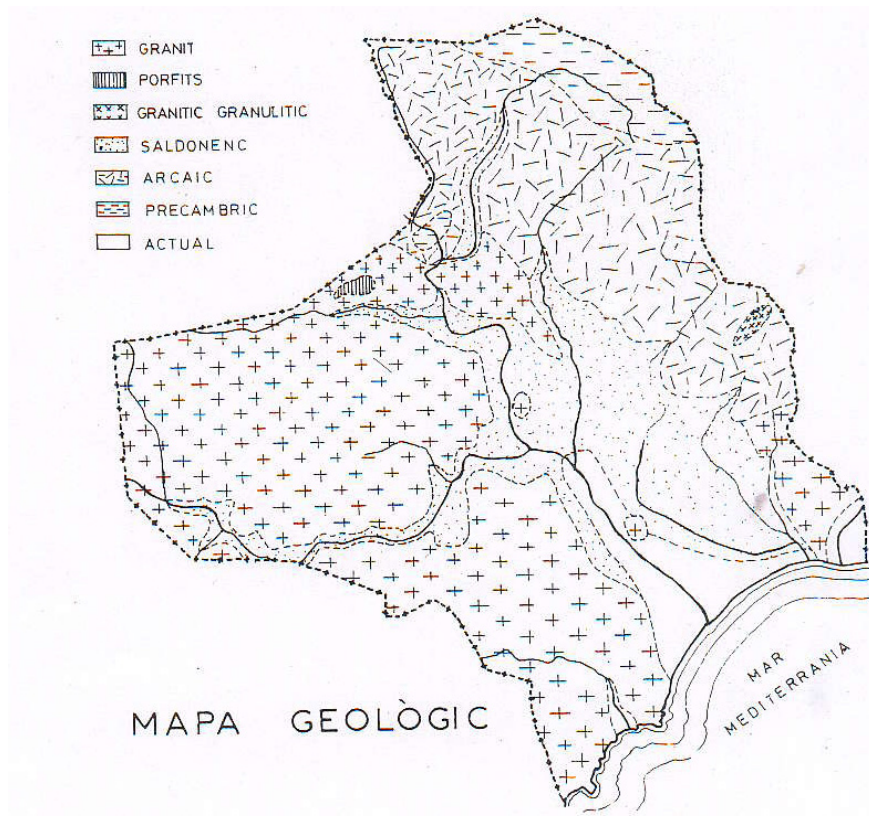 GRANIT
PORFITS
GRANITIC GRANULITIC
SALDONENC
ARCAIC
PRECAMBRIC
ACTUAL
MAR
MEDITERRANIA
MAPA GEOLÒGIC